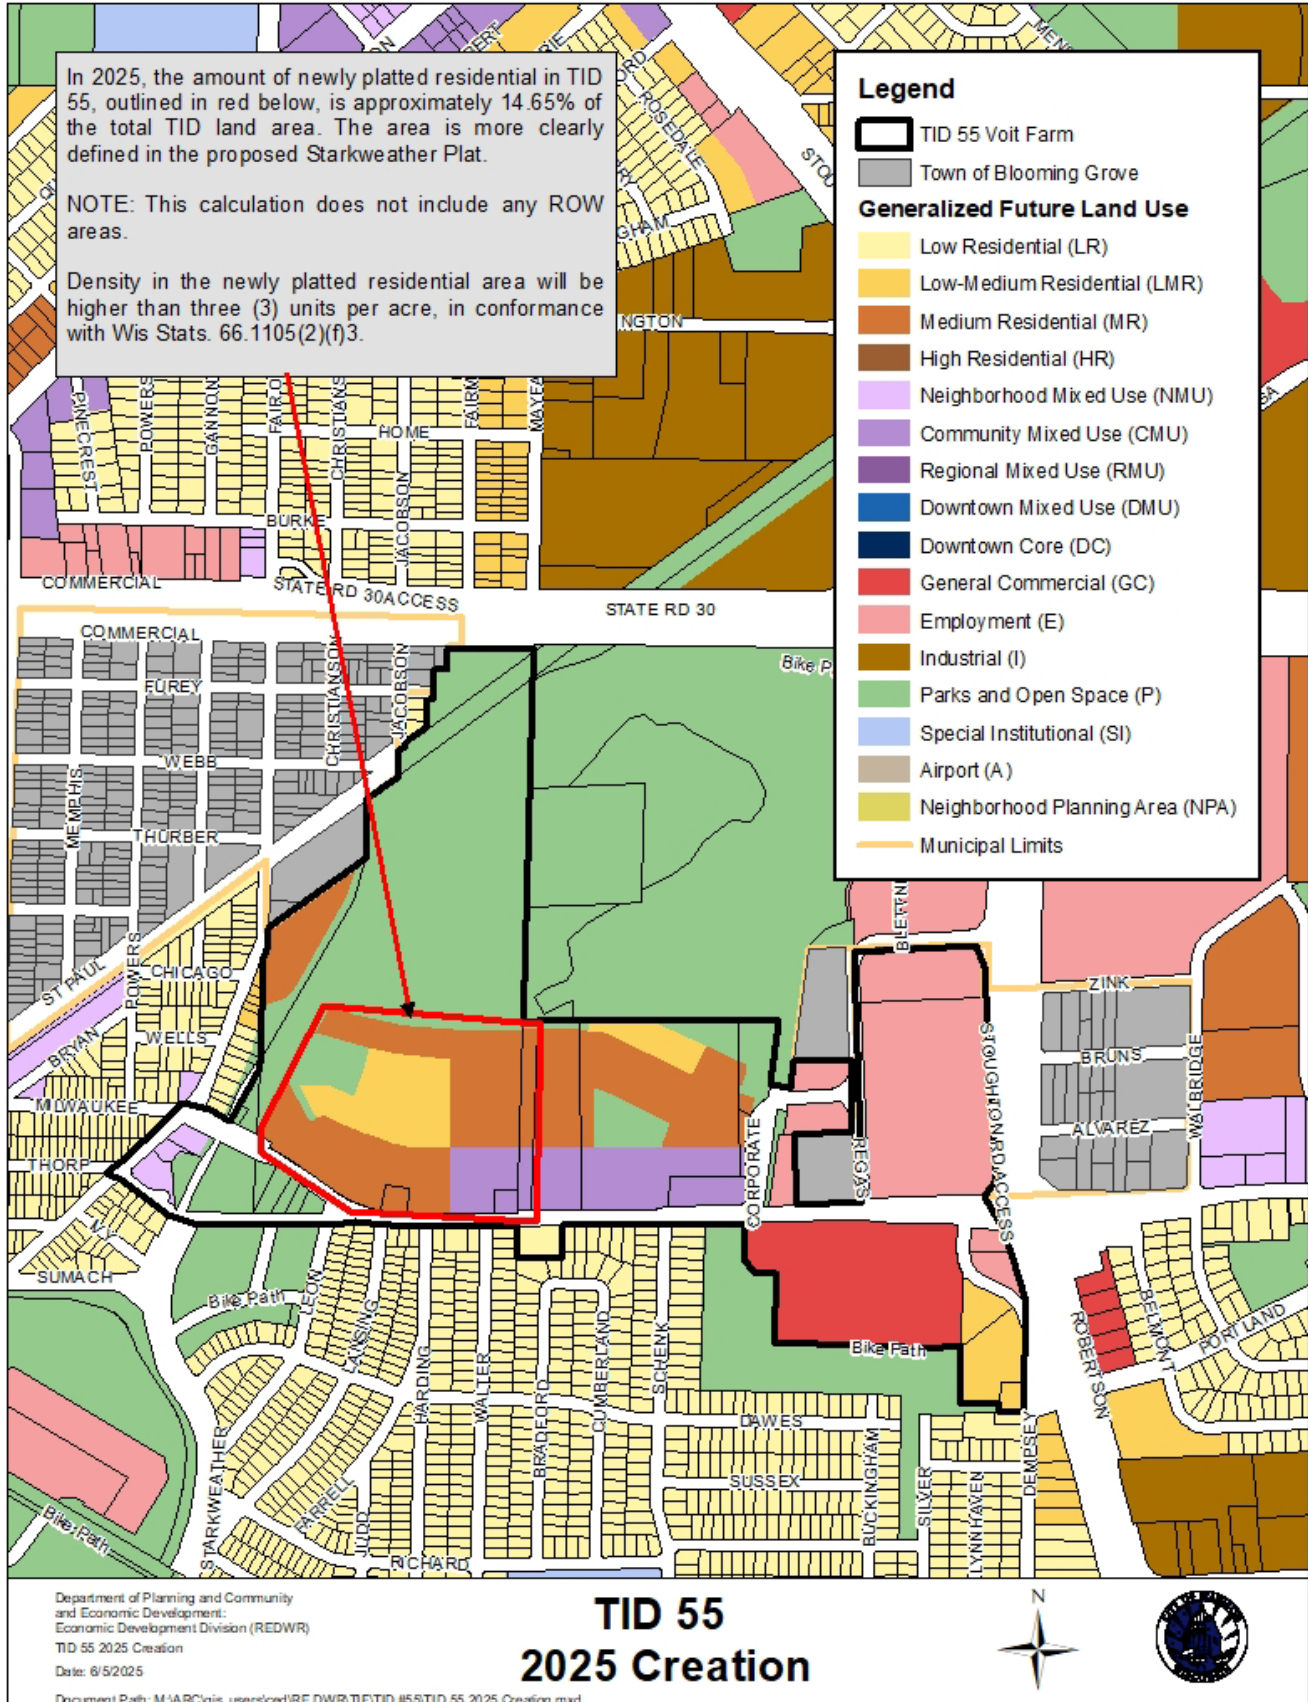 In 2025, the amount of newly platted residential in TID
55, outlined in red below, is approximately 14.65% of
the total TID land area. The area is more clearly
defined in the proposed Starkweather Plat.
NOTE: This calculation does not include any ROW
areas.
Density in the newly platted residential area will be
higher than three (3) units per acre, in conformance
with Wis Stats. 66.1105(2)(f)3.
Legend
TID 55 Voit Farm
Town of Blooming Grove
Generalized Future Land Use
Low Residential (LR)
Low-Medium Residential (LMR)
Medium Residential (MR)
High Residential (HR)
Neighborhood Mixed Use (NMU)
Community Mixed Use (CMU)
Regional Mixed Use (RMU)
Downtown Mixed Use (DMU)
Downtown Core (DC)
General Commercial (GC)
Employment (E)
Industrial (I)
Parks and Open Space (P)
Special Institutional (SI)
Airport (A)
Neighborhood Planning Area (NPA)
Municipal Limits
ROSEDALE
GHAM
NGTON
PINECREST
POWERS
GANNON
FAIRO
CHRISTIANS
JACOBSON
FAIRM
MAYFA
HOME
BURKE
COMMERCIAL
STATE RD 30 ACCESS
STATE RD 30
COMMERCIAL
FUREY
CHRISTIANSON
JACOBSON
WEBB
MEMPHIS
THURBER
Bike P
ST PAUL
POWERS
CHICAGO
BRYAN
WELLS
MILWAUKEE
THORP
IVY
SUMACH
BLETTN
ZINK
BRUNS
ALVAREZ
WALBRIDGE
STOUGHTON RD ACCESS
REGAS
CORPORATE
Bike Path
LEON
LANSING
HARDING
WALTER
BRADFORD
CUMBERLAND
SCHENK
Bike Path
DAWES
SUSSEX
BUCKINGHAM
SILVER
LYNNHAVEN
DEMPSEY
ROBERTSON
BELMONT
PORTLAND
STARKWEATHER
FARRELL
JUDD
RICHARD
Bike Path
Department of Planning and Community
and Economic Development:
Economic Development Division (REDWR)
TID 55 2025 Creation
Date: 6/5/2025
TID 55
2025 Creation
N